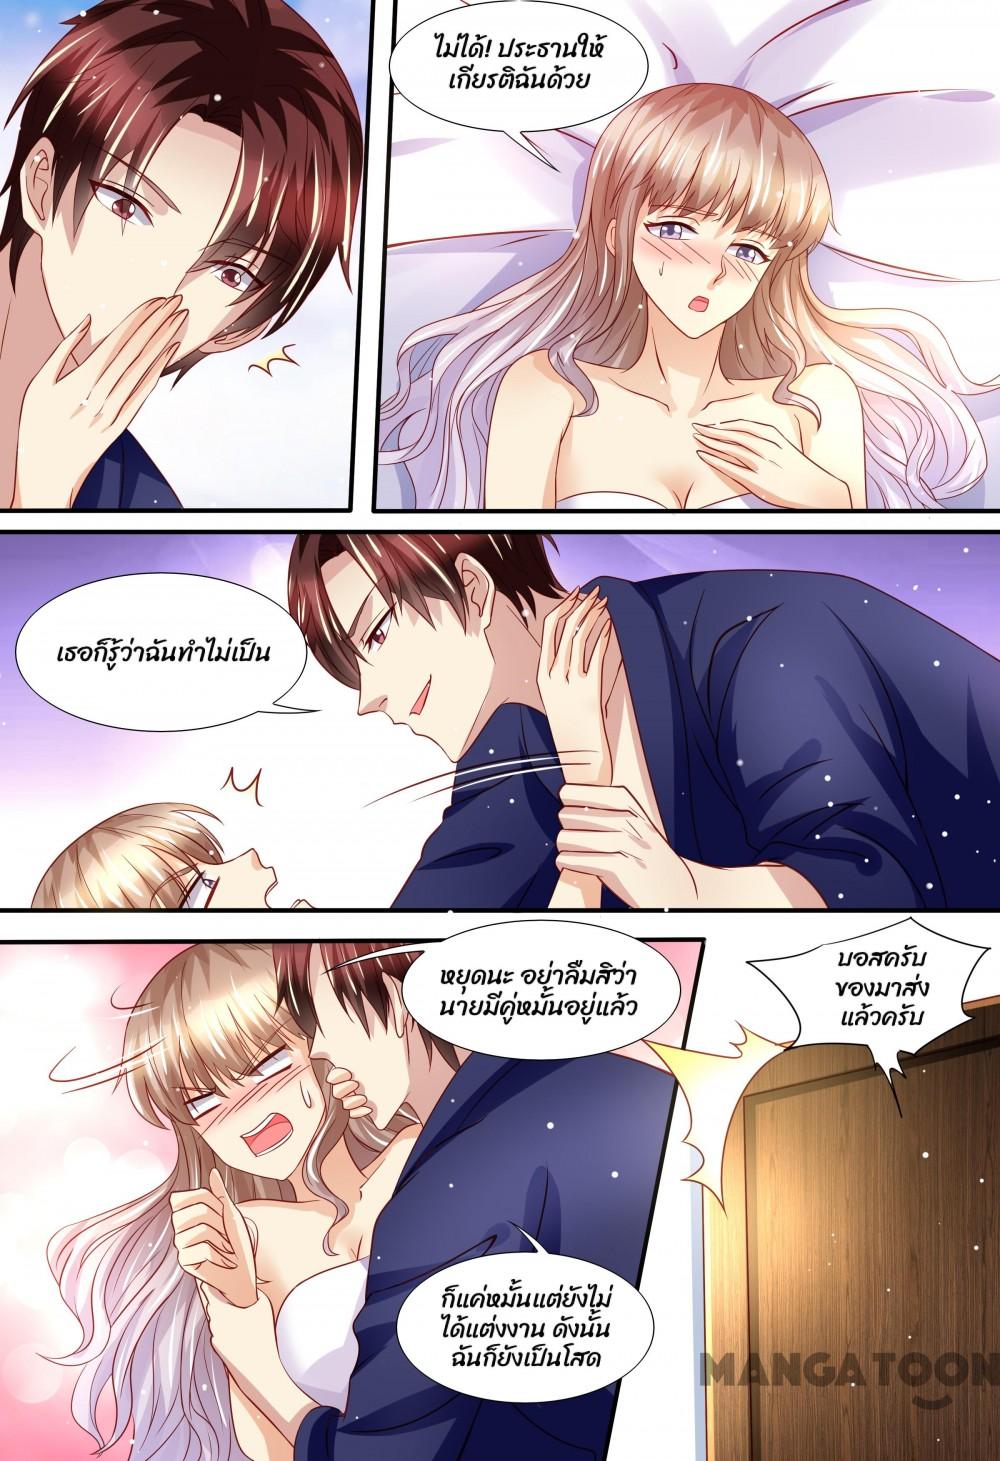 ไม่ได้! ประธานให้
เกียรติฉันด้วย
เธอก็รู้ว่าฉันทำไม่เป็น
หยุดนะ อย่าลืมสิว่า
นายมีคู่หมั้นอยู่แล้ว
บอสครับ
ของมาส่ง
แล้วครับ
ก็แค่หมั้นแต่ยังไม่
ได้แต่งงาน ดังนั้น
ฉันก็ยังเป็นโสด
MANGATOON